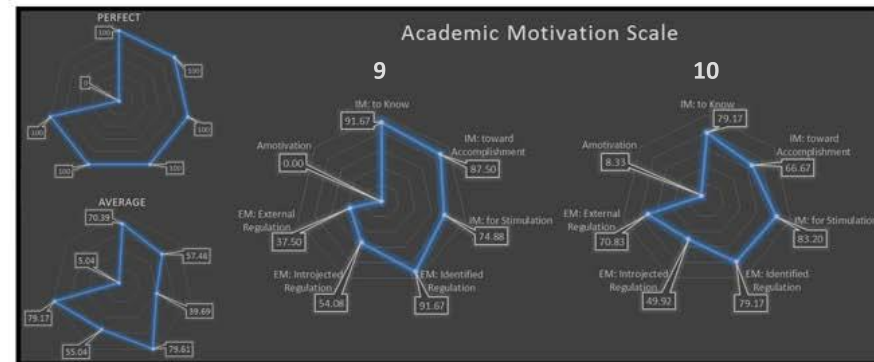 PERFECT
100
100
100
100
100
100
0
AVERAGE
70.39
57.48
39.69
79.61
55.04
79.17
5.04
Academic Motivation Scale
9
IM: to Know
91.67
IM: toward
Accomplishment
87.50
IM: for Stimulation
74.88
EM: Identified
Regulation
91.67
EM: Introjected
Regulation
54.08
EM: External
Regulation
37.50
Amotivation
0.00
10
IM: to Know
79.17
IM: toward
Accomplishment
66.67
IM: for Stimulation
83.20
EM: Identified
Regulation
79.17
EM: Introjected
Regulation
49.92
EM: External
Regulation
70.83
Amotivation
8.33